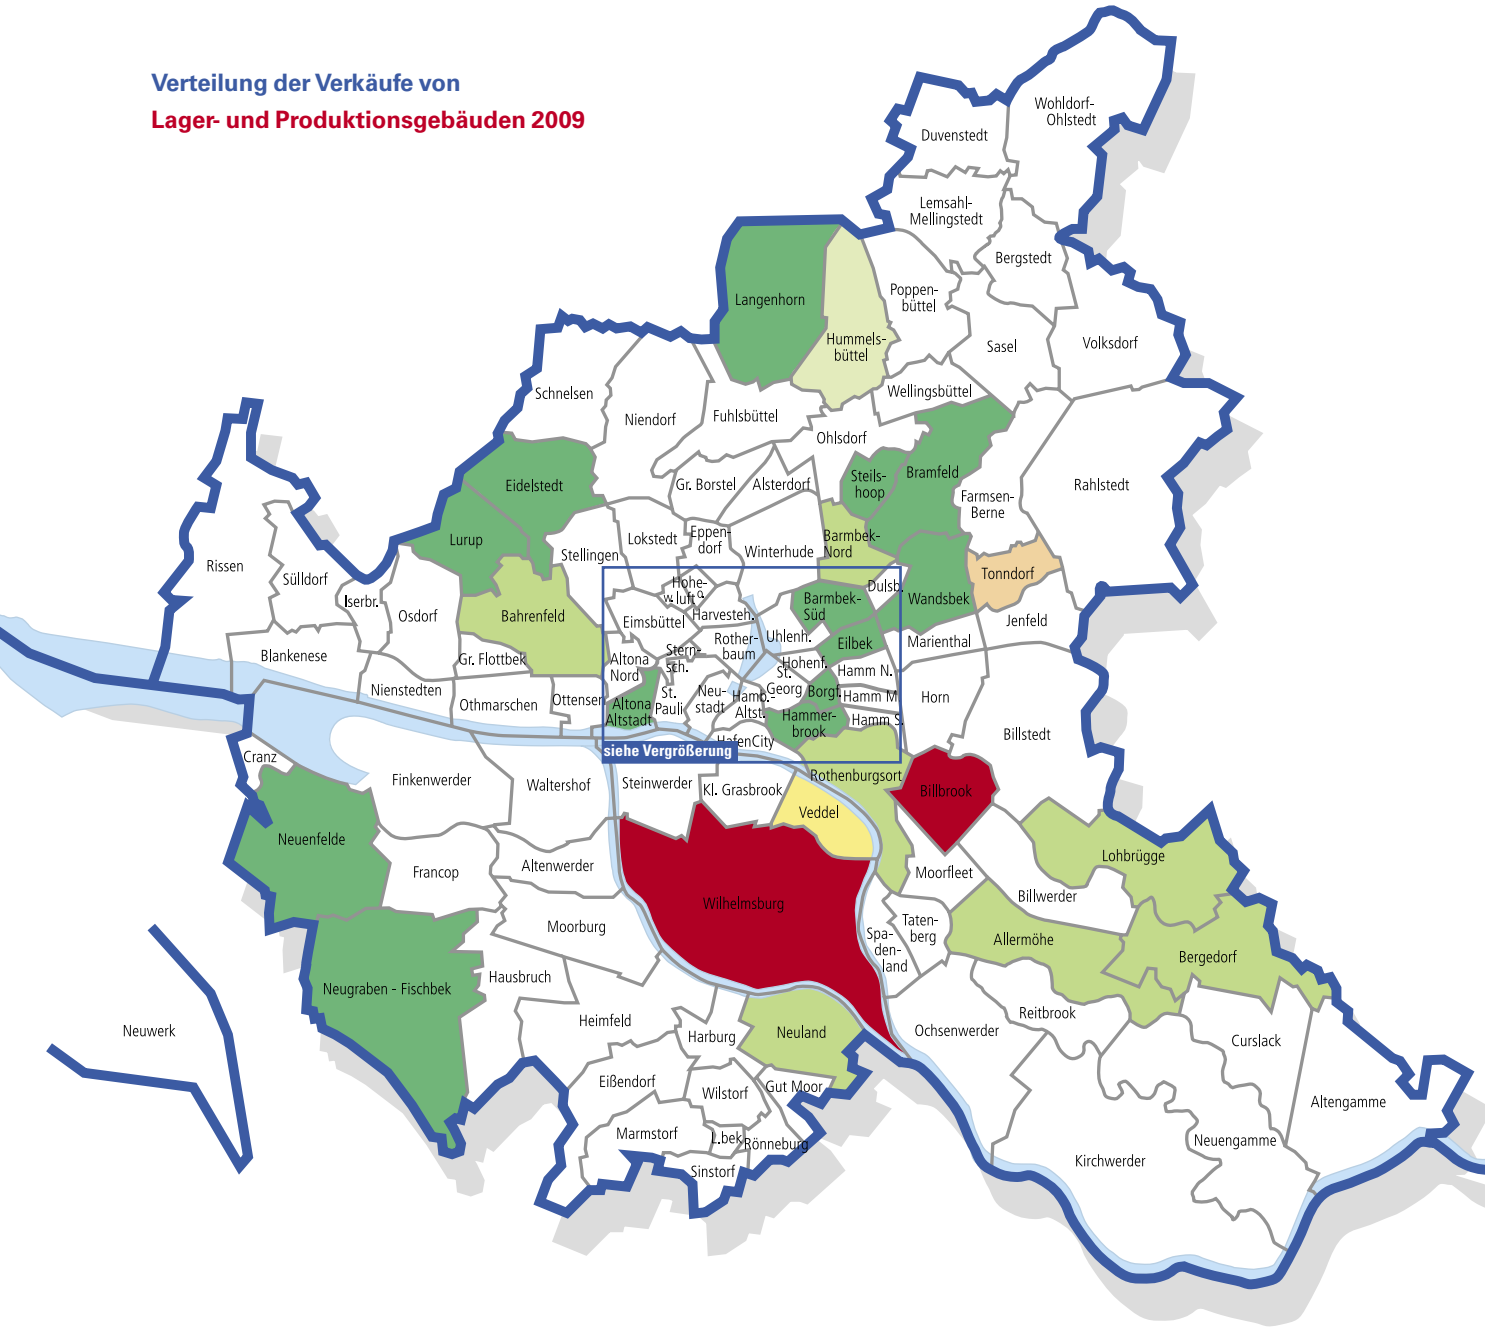 Verteilung der Verkäufe von
Lager- und Produktionsgebäuden 2009
Wohldorf-
Ohlstedt
Duvenstedt
Lemsahl-
Mellingstedt
Bergstedt
Poppen-
büttel
Langenhorn
Hummels-
büttel
Sasel
Volksdorf
Schnelsen
Niendorf
Fuhlsbüttel
Wellingsbüttel
Ohlsdorf
Eidelstedt
Gr. Borstel
Alsterdorf
Steils-
hoop
Bramfeld
Farmsen-
Berne
Rahlstedt
Lurup
Stellingen
Lokstedt
Eppen-
dorf
Winterhude
Barmbek-
Nord
Rissen
Sülldorf
Iserbr.
Osdorf
Bahrenfeld
Hohe-
w. luft o.
Harvesteh.
Eimsbüttel
Barmbek-
Süd
Dulsb.
Wandsbek
Tonndorf
Jenfeld
Blankenese
Gr. Flottbek
Altona
Nord
Stern-
sch.
Rother-
baum
Uhlenh.
Eilbek
Marienthal
Nienstedten
Othmarschen
Ottensen
Altona
Altstadt
St.
Pauli
Neu-
stadt
Hamb.-
Altst.
St.
Georg
Hohenf.
Borgf.
Hamm N.
Hamm M.
Hamm S.
Horn
Hammer-
brook
HafenCity
siehe Vergrößerung
Billstedt
Cranz
Finkenwerder
Waltershof
Steinwerder
Kl. Grasbrook
Rothenburgsort
Billbrook
Veddel
Neuenfelde
Francop
Altenwerder
Moorfleet
Lohbrügge
Billwerder
Wilhelmsburg
Moorburg
Spa-
den-
land
Taten-
berg
Allermöhe
Bergedorf
Neugraben - Fischbek
Hausbruch
Neuwerk
Heimfeld
Harburg
Neuland
Ochsenwerder
Reitbrook
Curslack
Eißendorf
Wilstorf
Gut Moor
Altengamme
Marmstorf
L.bek
Rönneburg
Sinstorf
Neuengamme
Kirchwerder